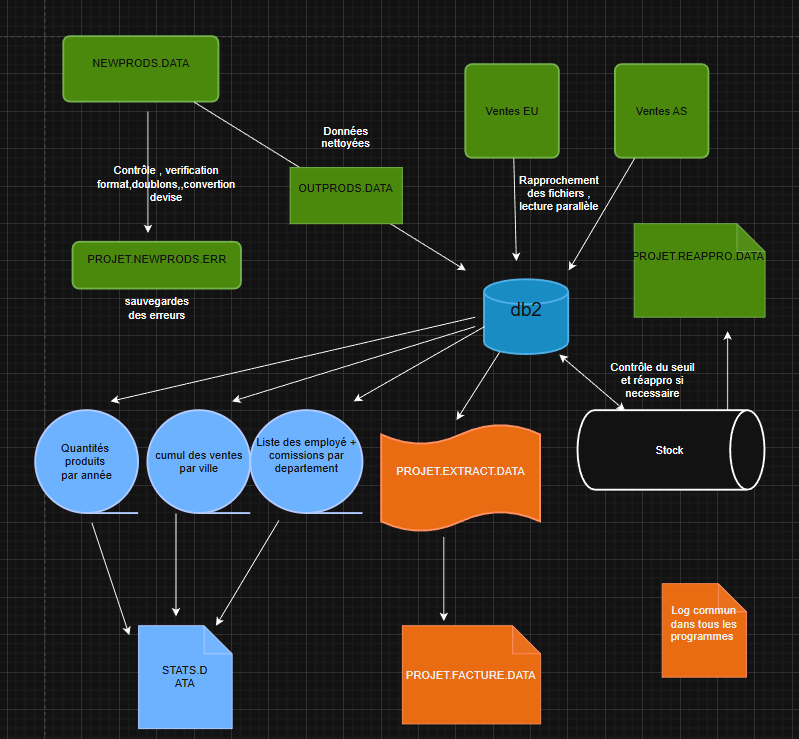 NEWPRODS.DATA
Ventes EU
Ventes AS
Données
nettoyées
Contrôle , verification
format,doublons,,convertion
devise
OUTPRODS.DATA
Rapprochement
des fichiers ,
lecture parallèle
PROJET.NEWPRODS.ERR
PROJET.REAPPRO.DATA
sauvegardes
des erreurs
db2
Contrôle du seuil
et réappro si
necessaire
Quantités
produits
par année
cumul des ventes
par ville
Liste des employé +
comissions par
departement
PROJET.EXTRACT.DATA
Stock
Log commun
dans tous les
programmes
STATS.D
ATA
PROJET.FACTURE.DATA